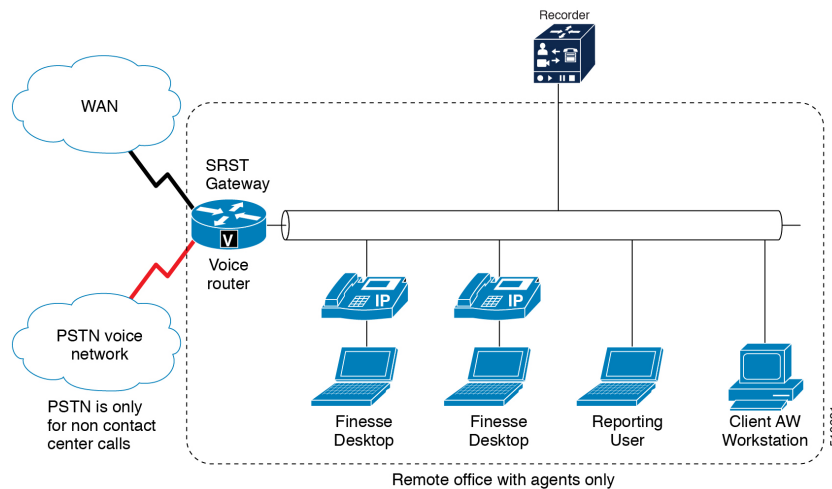 Recorder
WAN
SRST
Gateway
V
Voice
router
IP
IP
PSTN voice
network
PSTN is only
for non contact
center calls
Finesse
Desktop
Finesse
Desktop
Reporting
User
Client AW
Workstation
Remote office with agents only